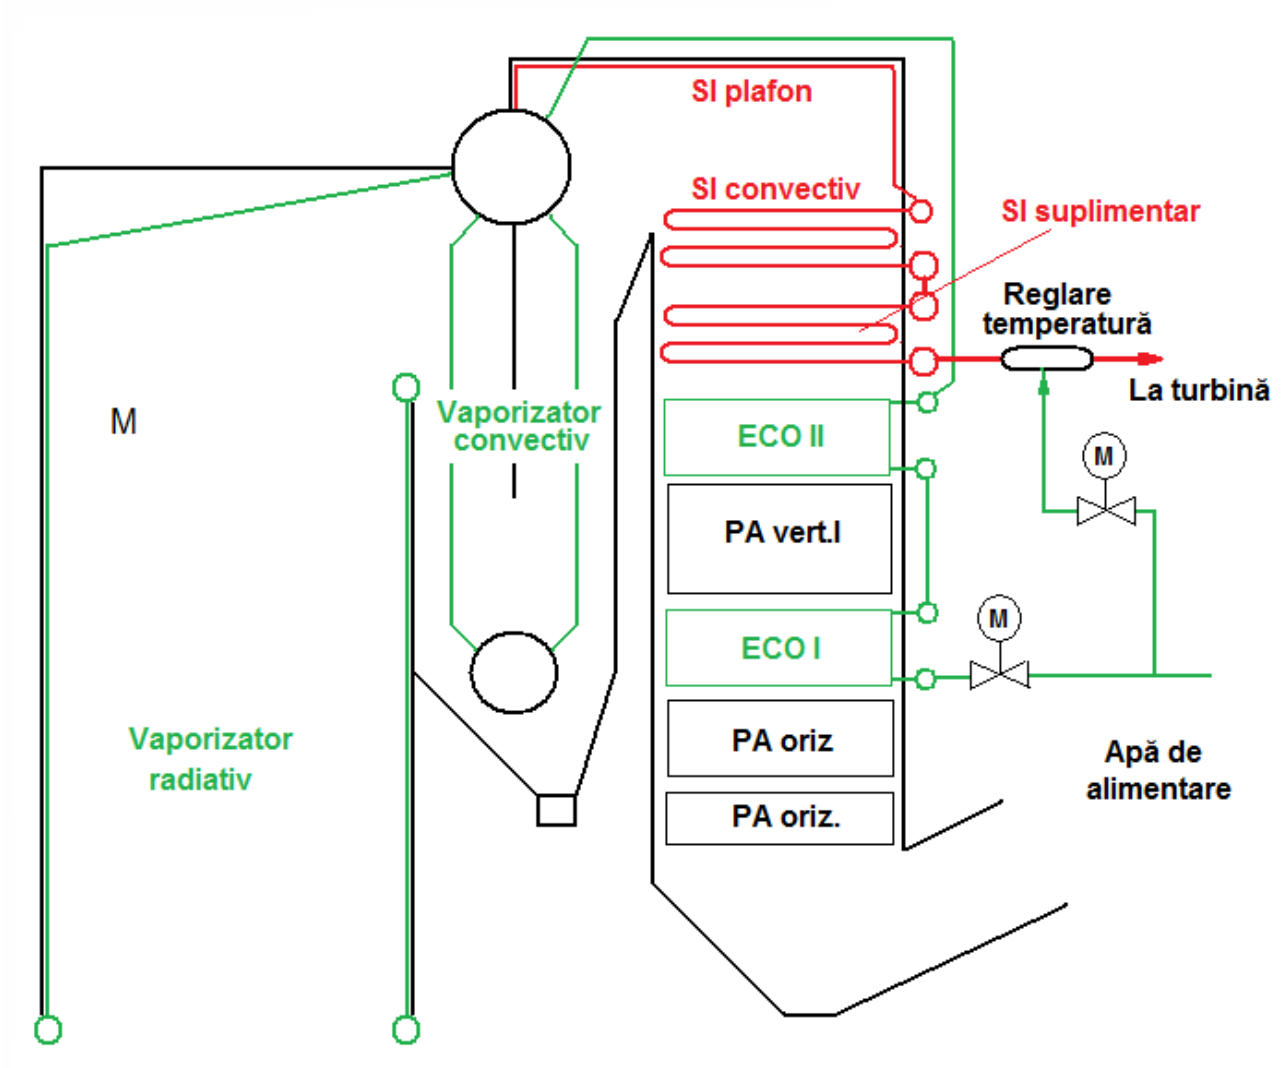 SI plafon
SI convectiv
SI suplimentar
Reglare
temperatură
La turbină
M
Vaporizator
convectiv
ECO II
M
PA vert.I
M
ECO I
Vaporizator
radiativ
PA oriz
Apă de
alimentare
PA oriz.